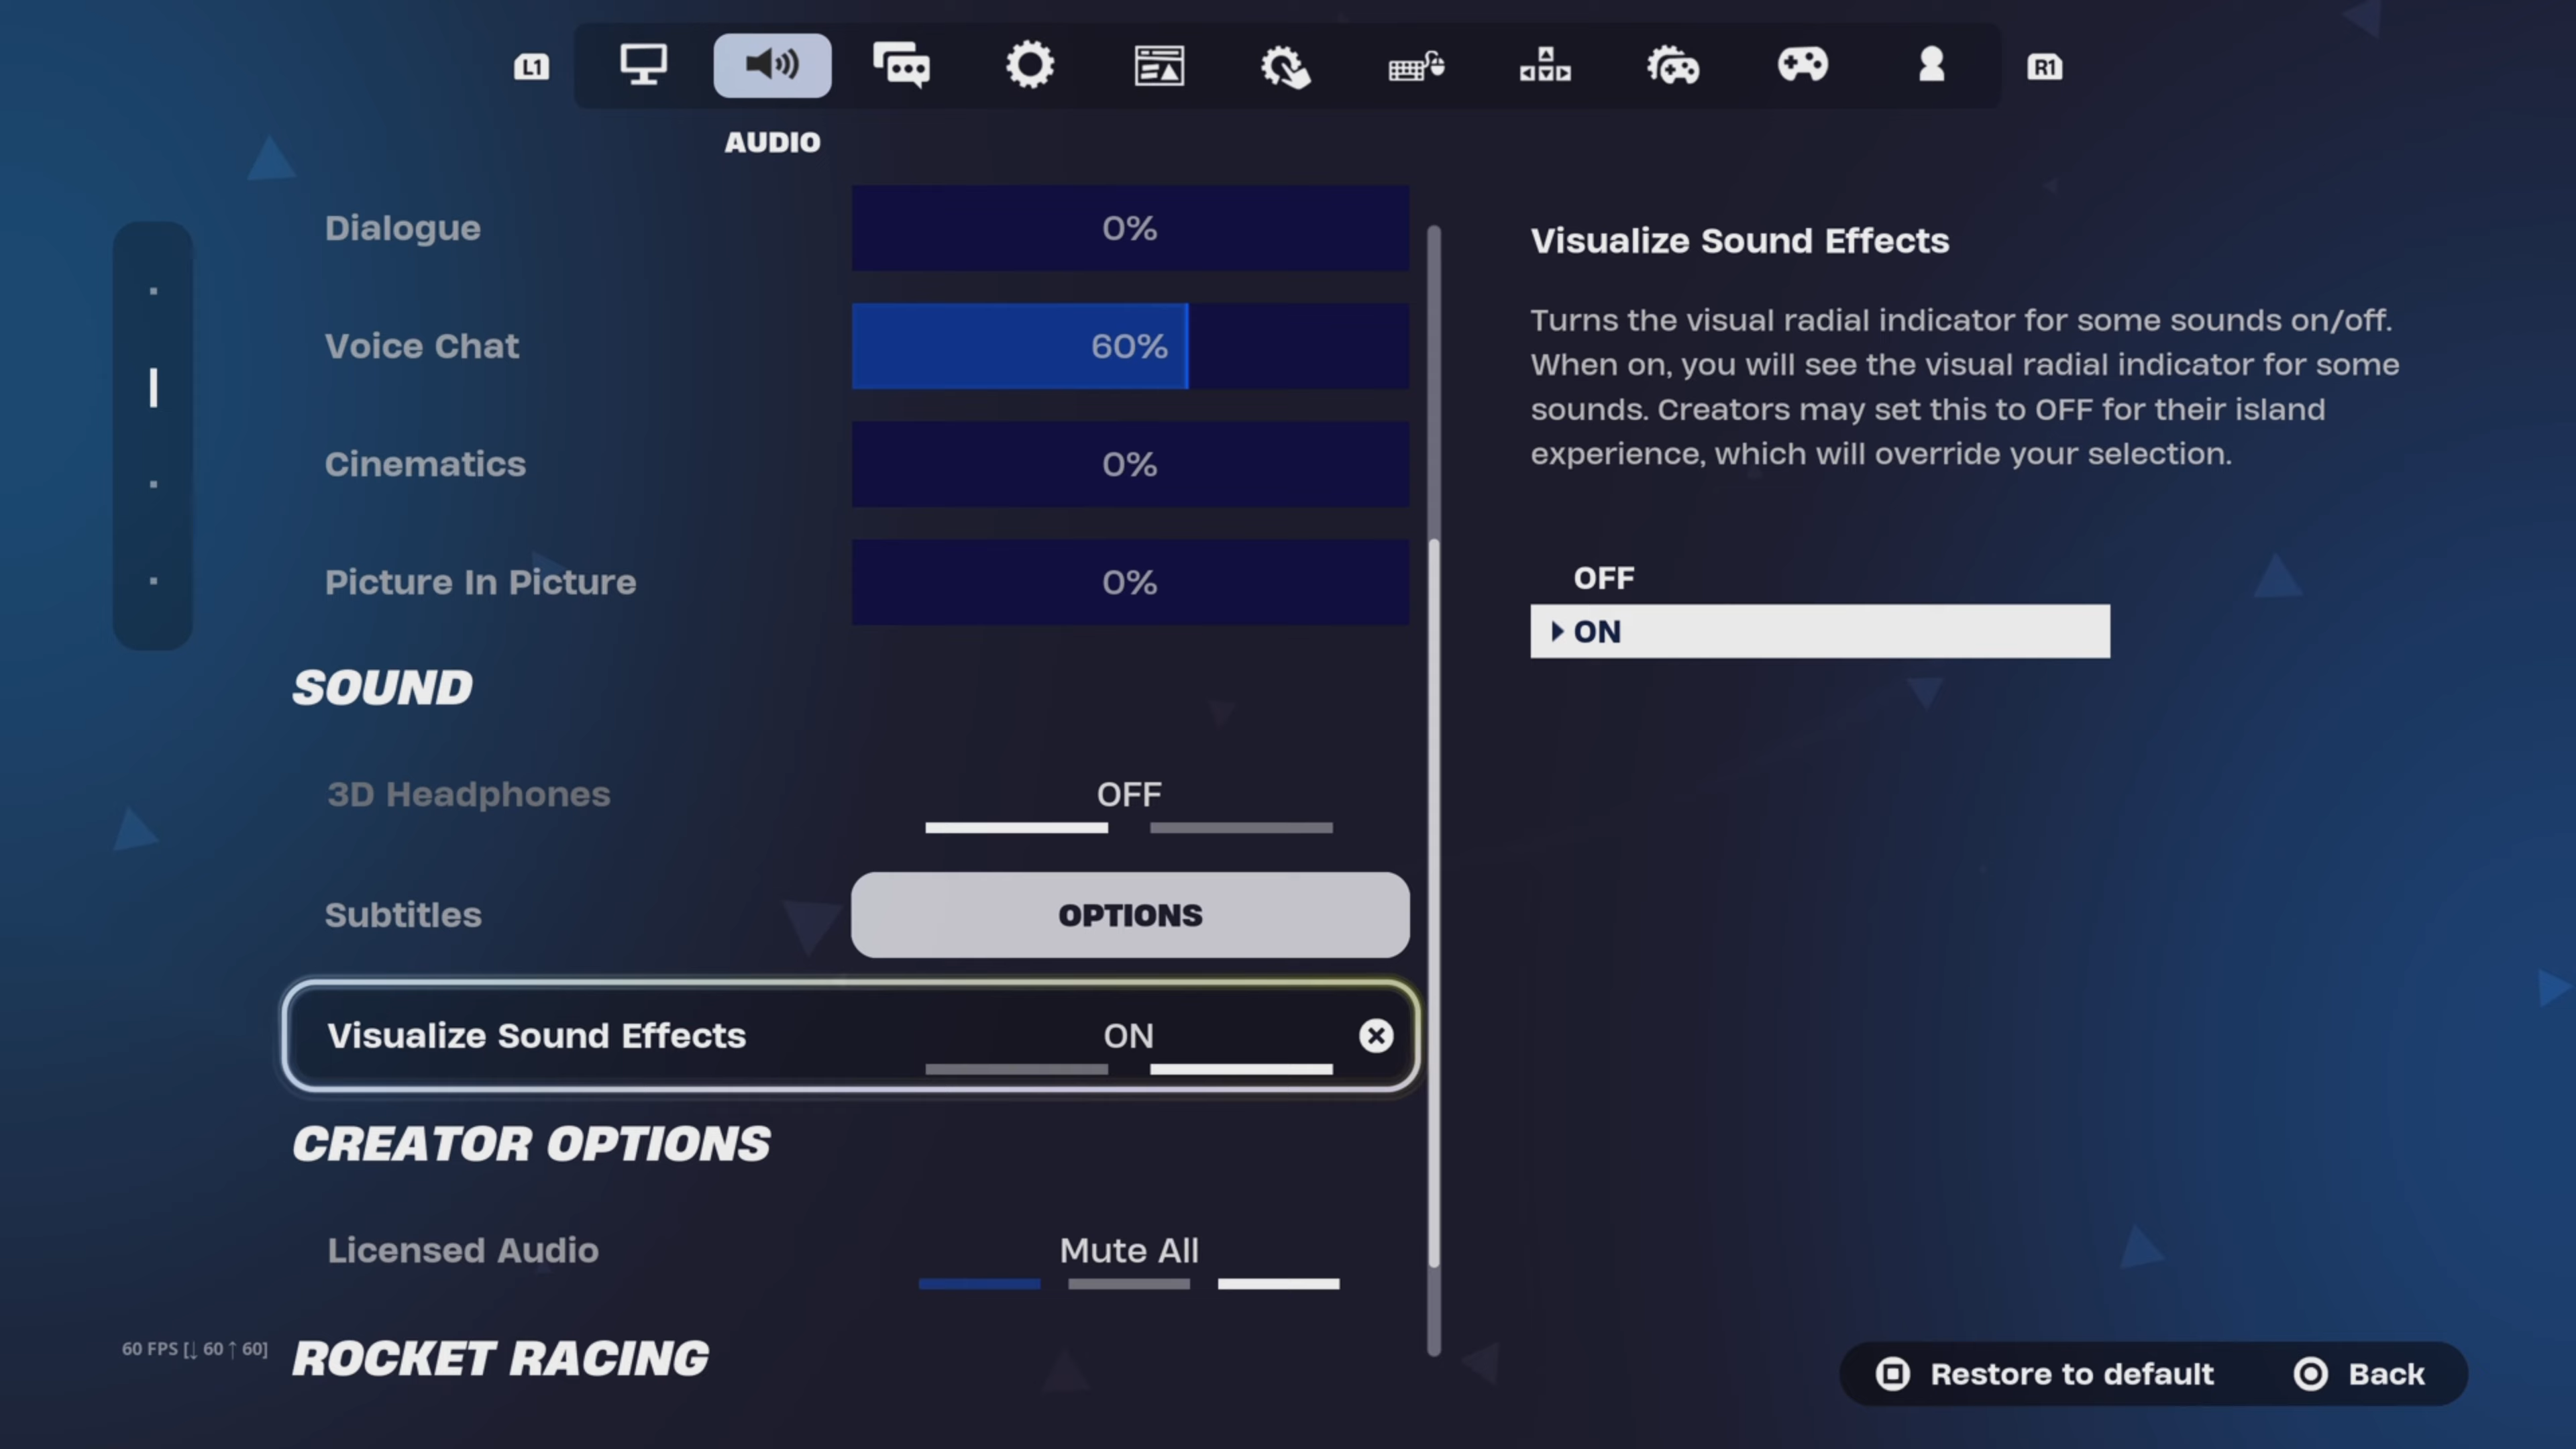 L1
R1
AUDIO
Dialogue
0%
Voice Chat
60%
Cinematics
0%
Picture In Picture
0%
SOUND
3D Headphones
OFF
Subtitles
OPTIONS
Visualize Sound Effects
ON
CREATOR OPTIONS
Licensed Audio
Mute All
ROCKET RACING
Visualize Sound Effects
Turns the visual radial indicator for some sounds on/off.
When on, you will see the visual radial indicator for some
sounds. Creators may set this to OFF for their island
experience, which will override your selection.
OFF
ON
60 FPS [↓ 60 ↑ 60]
Restore to default
Back